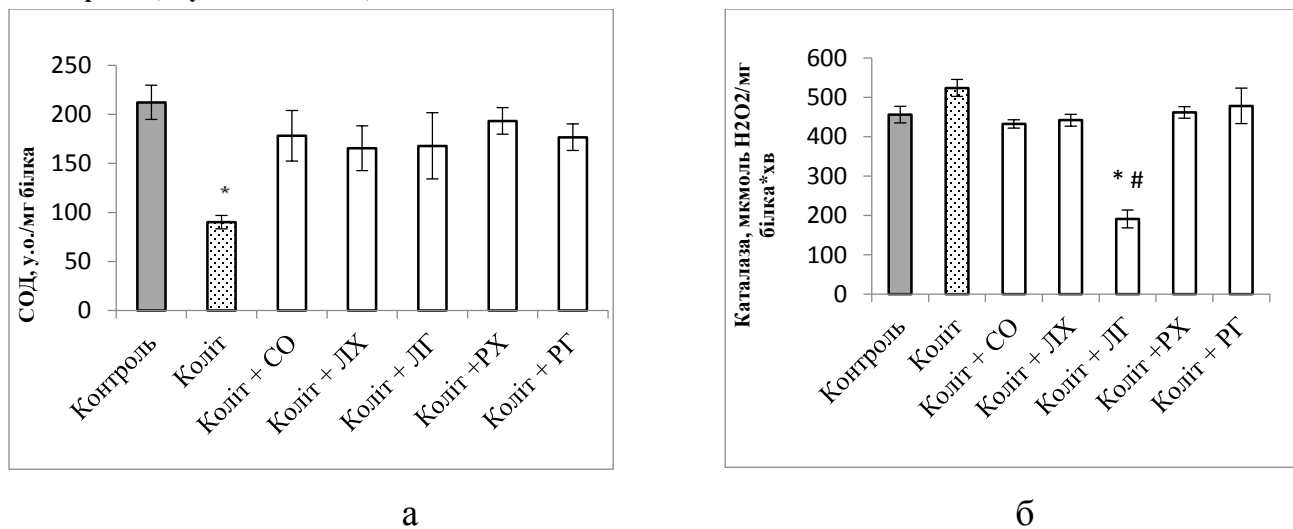 250
200
150
100
50
0
СОД, у.о./мг білка
*
Контроль
Коліт
Коліт + СО
Коліт + ЛХ
Коліт + ЛГ
Коліт +РХ
Коліт + РГ
а
600
500
400
300
200
100
0
Каталаза, мкмоль H2O2/мг
білка*хв
* #
Контроль
Коліт
Коліт + СО
Коліт + ЛХ
Коліт + ЛГ
Коліт +РХ
Коліт + РГ
б